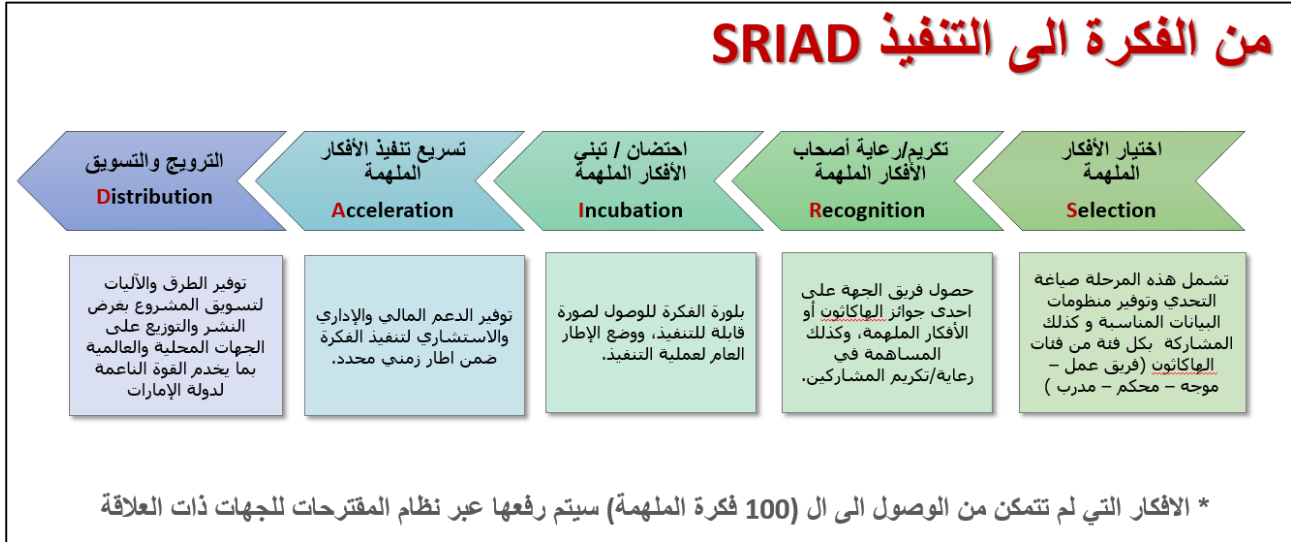 من الفكرة الى التنفيذ SRIAD
اختيار الأفكار
الملهمة
Selection
تكريم/رعاية أصحاب
الأفكار الملهمة
Recognition
احتضان / تبني
الأفكار الملهمة
Incubation
تسريع تنفيذ الأفكار
الملهمة
Acceleration
الترويج والتسويق
Distribution
تشمل هذه المرحلة صياغة
التحدي وتوفير منظومات
البيانات المناسبة و كذلك
المشاركة بكل فئة من فئات
الهاكاثون (فريق عمل –
موجه – محكم – مدرب )
حصول فريق الجهة على
احدى جوائز الهاكاثون أو
الأفكار الملهمة، وكذلك
المساهمة في
رعاية/تكريم المشاركين.
بلورة الفكرة للوصول لصورة
قابلة للتنفيذ، ووضع الإطار
العام لعملية التنفيذ.
توفير الدعم المالي والإداري
والاستشاري لتنفيذ الفكرة
ضمن اطار زمني محدد.
توفير الطرق والآليات
لتسويق المشروع بغرض
النشر والتوزيع على
الجهات المحلية والعالمية
بما يخدم القوة الناعمة
لدولة الإمارات
* الافكار التي لم تتمكن من الوصول الى ال (100 فكرة الملهمة) سيتم رفعها عبر نظام المقترحات للجهات ذات العلاقة